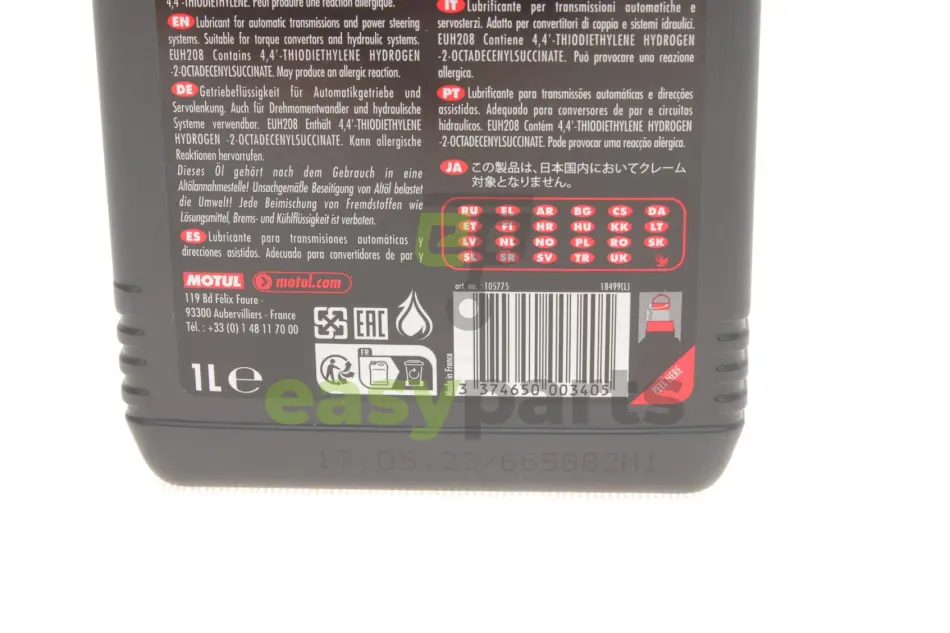 4,4'-THIODIETHYLENE. Peut produire une réaction allergique.
EN Lubricant for automatic transmissions and power steering
systems. Suitable for torque convertors and hydraulic systems.
EUH208 Contains 4,4'-THIODIETHYLENE HYDROGEN
-2-OCTADECENYLSUCCINATE. May produce an allergic reaction.
DE Getriebeflüssigkeit für Automatikgetriebe und
Servolenkung. Auch für Drehmomentwandler und hydraulische
Systeme verwendbar. EUH208 Enthält 4,4'-THIODIETHYLENE
HYDROGEN -2-OCTADECENYLSUCCINATE. Kann allergische
Reaktionen hervorrufen.
Dieses Öl gehört nach dem Gebrauch in eine
Altölannahmestelle! Unsachgemäße Beseitigung von Altöl belastet
die Umwelt! Jede Beimischung von Fremdstoffen wie
Lösungsmittel, Brems- und Kühlflüssigkeit ist verboten.
ES Lubricante para transmisiones automáticas y
direcciones asistidas. Adecuado para convertidores de par y
MOTUL motul.com
119 Bd Félix Faure -
93300 Aubervilliers - France
Tél. : +33 (0) 1 48 11 70 00
EAC
FR
1L e
IT Lubrificante per transmissioni automatiche e
servosterzi. Adatto per convertitori di coppia e sistemi idraulici.
EUH208 Contiene 4,4'-THIODIETHYLENE HYDROGEN
-2-OCTADECENYLSUCCINATE. Può provocare una reazione
allergica.
PT Lubrificante para transmissões automáticas e direcções
assistidas. Adequado para conversores de par e circuitos
hidraulicos. EUH208 Contém 4,4'-THIODIETHYLENE HYDROGEN
-2-OCTADECENYLSUCCINATE. Pode provocar uma reacção alérgica.
JA この製品は、日本国内においてクレーム
対象となりません。
RU EL AR BG CS DA
ET FI HR HU KK LT
LV NL NO PL RO SK
SL SR SV TR UK
art. no. : 105775 18499(L)
Made in France
3 374650 003405
PEEL HERE
easyparts
17.05.23/665882M1